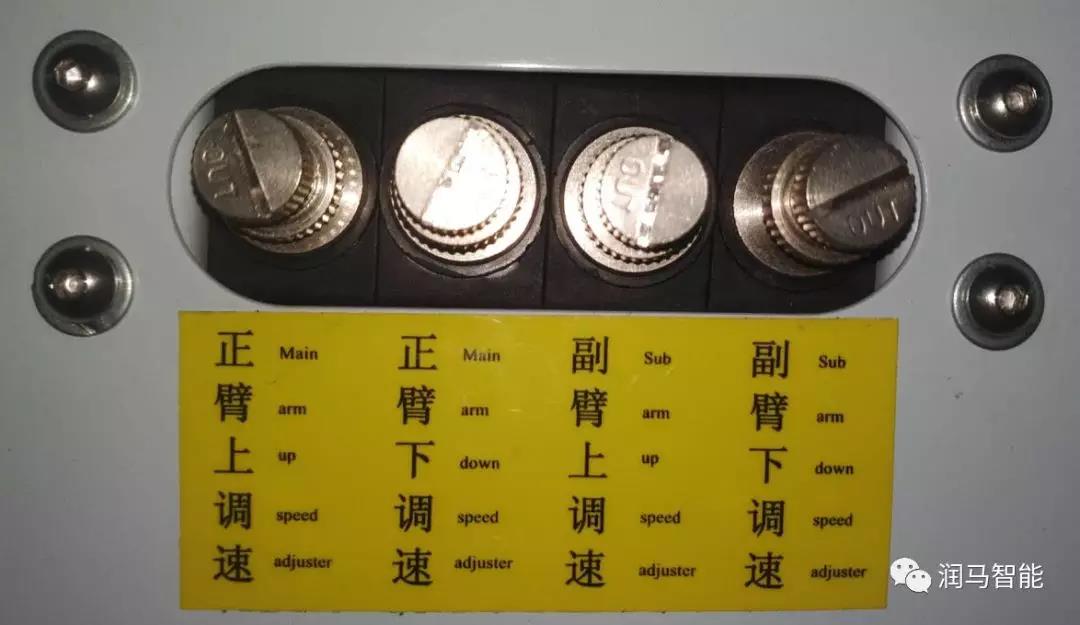 OUT
OUT
OUT
正臂上调速
Main arm up speed adjuster
正臂下调速
Main arm down speed adjuster
副臂上调速
Sub arm up speed adjuster
副臂下调速
Sub arm down speed adjuster
润马智能